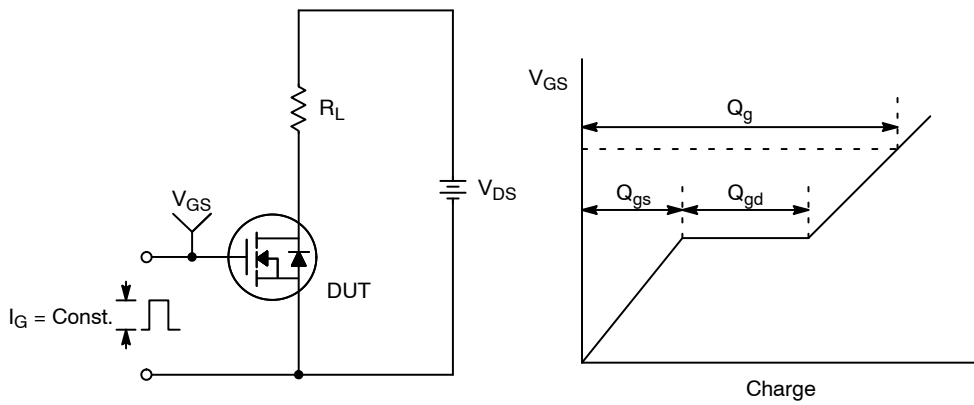 R_L
V_GS
V_DS
DUT
I_G = Const.
V_GS
Q_g
Q_gs
Q_gd
Charge